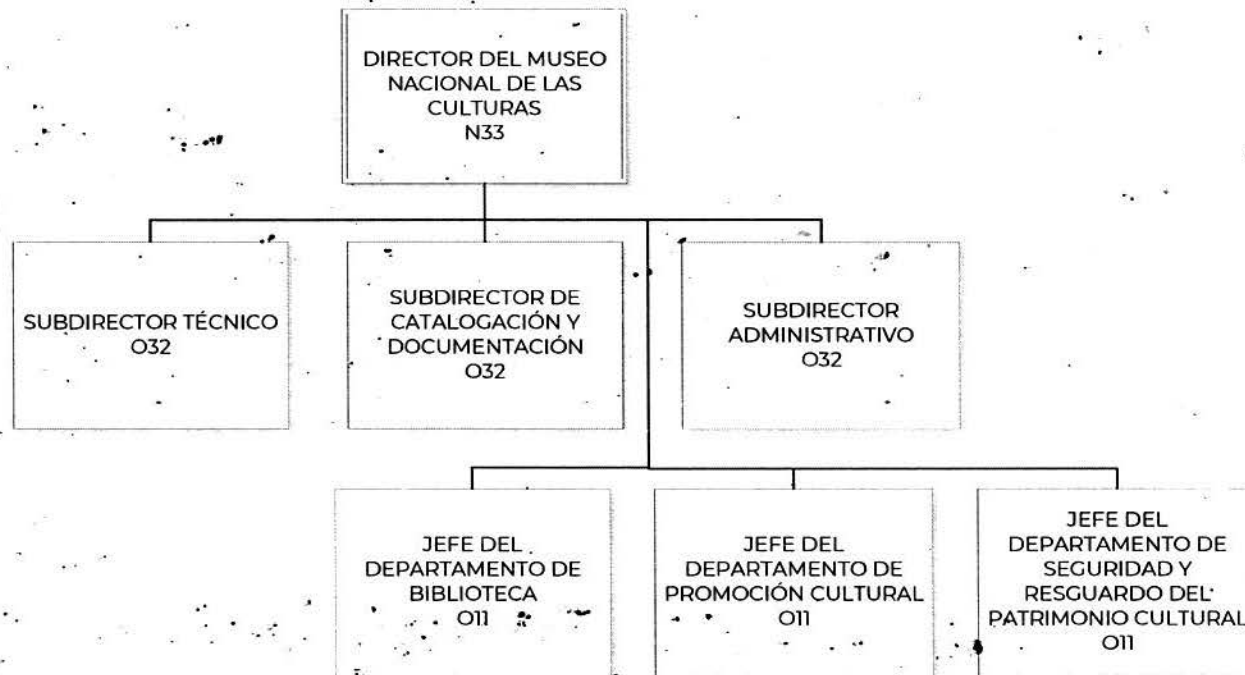 DIRECTOR DEL MUSEO
NACIONAL DE LAS
CULTURAS
N33
SUBDIRECTOR TÉCNICO
O32
SUBDIRECTOR DE
CATALOGACIÓN Y
DOCUMENTACIÓN
O32
SUBDIRECTOR
ADMINISTRATIVO
O32
JEFE DEL
DEPARTAMENTO DE
BIBLIOTECA
O11
JEFE DEL
DEPARTAMENTO DE
PROMOCIÓN CULTURAL
O11
JEFE DEL
DEPARTAMENTO DE
SEGURIDAD Y
RESGUARDO DEL
PATRIMONIO CULTURAL
O11